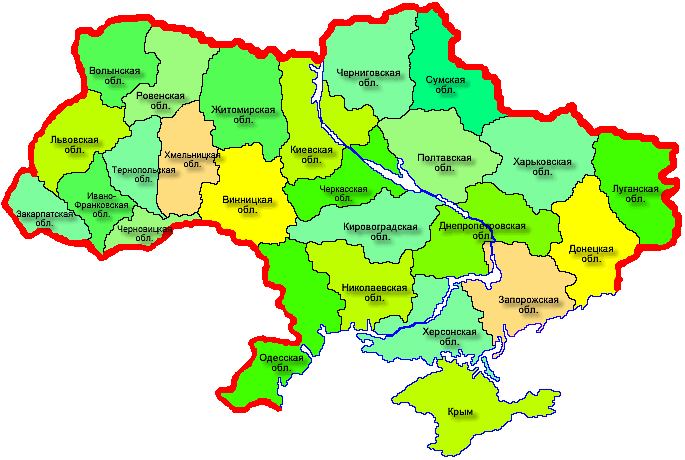 Волынская
обл.
Ровенская
обл.
Житомирская
обл.
Черниговская
обл.
Сумская
обл.
Львовская
обл.
Тернопольская
обл.
Хмельницкая
обл.
Киевская
обл.
Полтавская
обл.
Харьковская
обл.
Луганская
обл.
Закарпатская
обл.
Ивано-
Франковская
обл.
Черновицкая
обл.
Винницкая
обл.
Черкасская
обл.
Кировоградская
обл.
Днепропетровская
обл.
Донецкая
обл.
Николаевская
обл.
Запорожская
обл.
Херсонская
обл.
Одесская
обл.
Крым